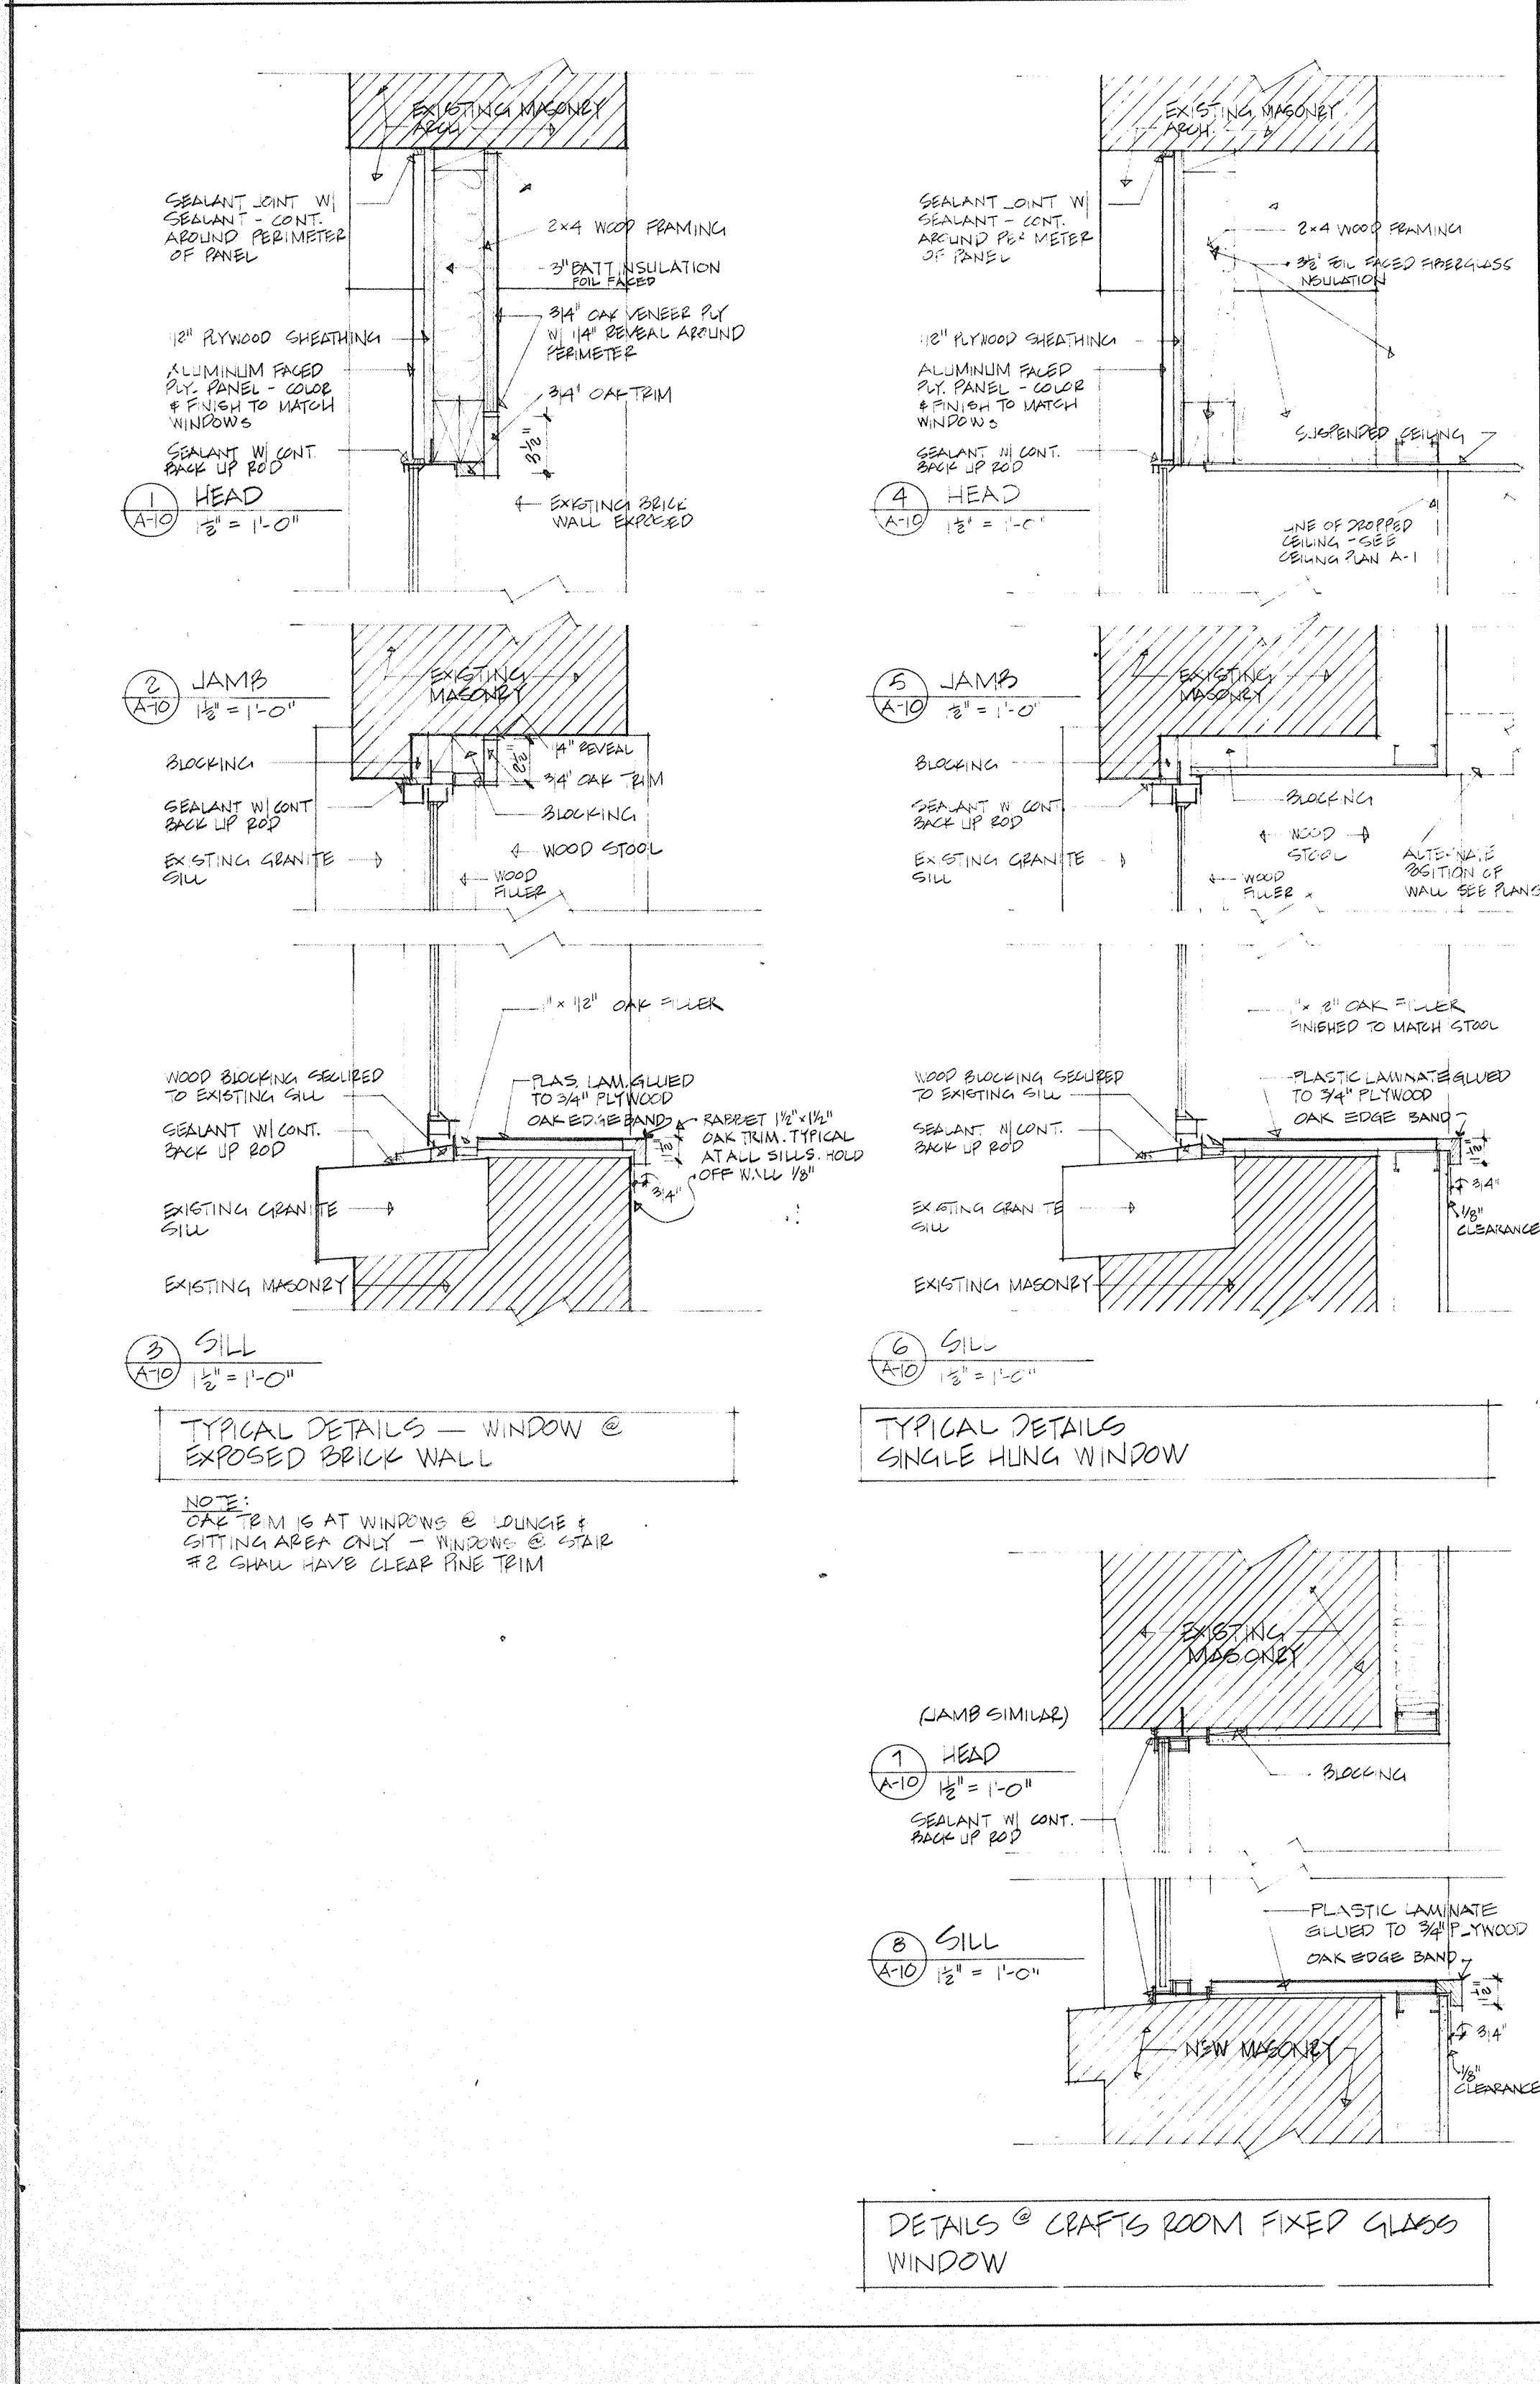 EXISTING MASONRY
ARCH
SEALANT JOINT W/
SEALANT - CONT.
AROUND PERIMETER
OF PANEL
2x4 WOOD FRAMING
3" BATT INSULATION
FOIL FACED
3/4" OAK VENEER PLY
W/ 1/4" REVEAL AROUND
PERIMETER
1/2" PLYWOOD SHEATHING
ALUMINUM FACED
PLY. PANEL - COLOR
& FINISH TO MATCH
WINDOWS
3/4" OAK TRIM
3 1/2"
SEALANT W/ CONT.
BACK UP ROD
1
A-10
HEAD
1 1/2" = 1'-0"
EXISTING BRICK
WALL EXPOSED
2
A-10
JAMB
1 1/2" = 1'-0"
EXISTING
MASONRY
1/4" REVEAL
BLOCKING
3/4" OAK TRIM
SEALANT W/ CONT
BACK UP ROD
BLOCKING
EXISTING GRANITE
SILL
WOOD STOOL
WOOD
FILLER
1" x 1/2" OAK FILLER
WOOD BLOCKING SECURED
TO EXISTING SILL
PLAS. LAM. GLUED
TO 3/4" PLYWOOD
OAK EDGE BAND
SEALANT W/ CONT.
BACK UP ROD
RABBET 1 1/2" x 1 1/2"
OAK TRIM. TYPICAL
AT ALL SILLS. HOLD
OFF WALL 1/8"
3/4"
EXISTING GRANITE
SILL
EXISTING MASONRY
3
A-10
SILL
1 1/2" = 1'-0"
TYPICAL DETAILS — WINDOW @
EXPOSED BRICK WALL
NOTE:
OAK TRIM IS AT WINDOWS @ LOUNGE &
SITTING AREA ONLY - WINDOWS @ STAIR
#2 SHALL HAVE CLEAR PINE TRIM
EXISTING MASONRY
ARCH.
SEALANT JOINT W/
SEALANT - CONT.
AROUND PERIMETER
OF PANEL
2x4 WOOD FRAMING
3 1/2" FOIL FACED FIBERGLASS
INSULATION
1/2" PLYWOOD SHEATHING
ALUMINUM FACED
PLY. PANEL - COLOR
& FINISH TO MATCH
WINDOWS
SUSPENDED CEILING
SEALANT W/ CONT.
BACK UP ROD
4
A-10
HEAD
1 1/2" = 1'-0"
LINE OF DROPPED
CEILING - SEE
CEILING PLAN A-1
5
A-10
JAMB
1 1/2" = 1'-0
EXISTING
MASONRY
BLOCKING
SEALANT W/ CONT
BACK UP ROD
BLOCKING
EXISTING GRANITE
SILL
WOOD
STOOL
WOOD
FILLER
ALTERNATE
POSITION OF
WALL SEE PLANS
OAK FILLER
FINISHED TO MATCH STOOL
WOOD BLOCKING SECURED
TO EXISTING SILL
PLASTIC LAMINATE GLUED
TO 3/4" PLYWOOD
OAK EDGE BAND
SEALANT W/ CONT.
BACK UP ROD
3/4"
1/8"
CLEARANCE
EXISTING GRANITE
SILL
EXISTING MASONRY
6
A-10
SILL
1 1/2" = 1'-0"
TYPICAL DETAILS
SINGLE HUNG WINDOW
EXISTING
MASONRY
(JAMB SIMILAR)
7
A-10
HEAD
1 1/2" = 1'-0"
BLOCKING
SEALANT W/ CONT.
BACK UP ROD
8
A-10
SILL
1 1/2" = 1'-0"
PLASTIC LAMINATE
GLUED TO 3/4" PLYWOOD
OAK EDGE BAND
3/4"
NEW MASONRY
1/8"
CLEARANCE
DETAILS @ CRAFTS ROOM FIXED GLASS
WINDOW